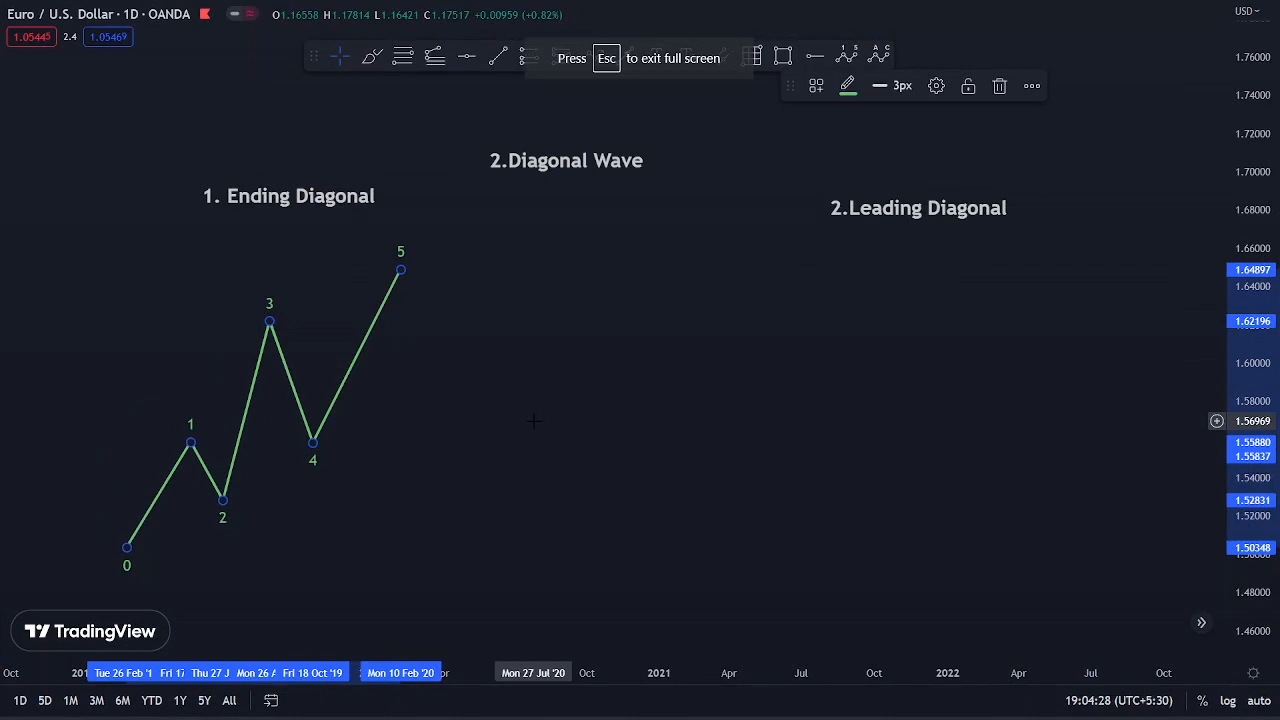 Euro / U.S. Dollar · 1D · OANDA
O1.16558 H1.17814 L1.16421 C1.17517 +0.00959 (+0.82%)
USD
1.05445 2.4 1.05469
Press Esc to exit full screen
3px
1.76000
1.74000
1.72000
2.Diagonal Wave
1.70000
1. Ending Diagonal
1.68000
2.Leading Diagonal
1.66000
5
1.64897
1.64000
3
1.62196
1.60000
1.58000
1
1.56969
1.55880
4
1.55837
1.54000
1.52831
2
1.52000
1.50348
0
1.48000
TradingView
1.46000
Oct 201 Tue 26 Feb '1 Fri 17 Thu 27 J Mon 26 A Fri 18 Oct '19 Mon 10 Feb '20 or Mon 27 Jul '20 Oct 2021 Apr Jul Oct 2022 Apr Jul Oct
1D 5D 1M 3M 6M YTD 1Y 5Y All 19:04:28 (UTC+5:30) % log auto